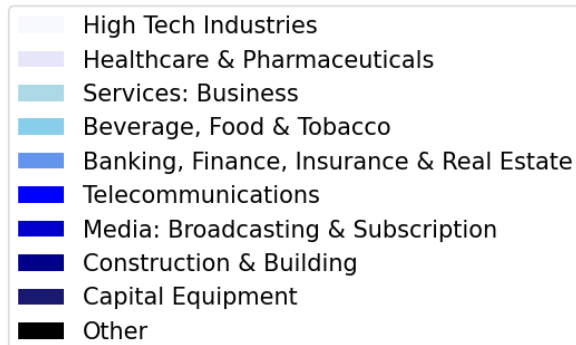 High Tech Industries
Healthcare & Pharmaceuticals
Services: Business
Beverage, Food & Tobacco
Banking, Finance, Insurance & Real Estate
Telecommunications
Media: Broadcasting & Subscription
Construction & Building
Capital Equipment
Other